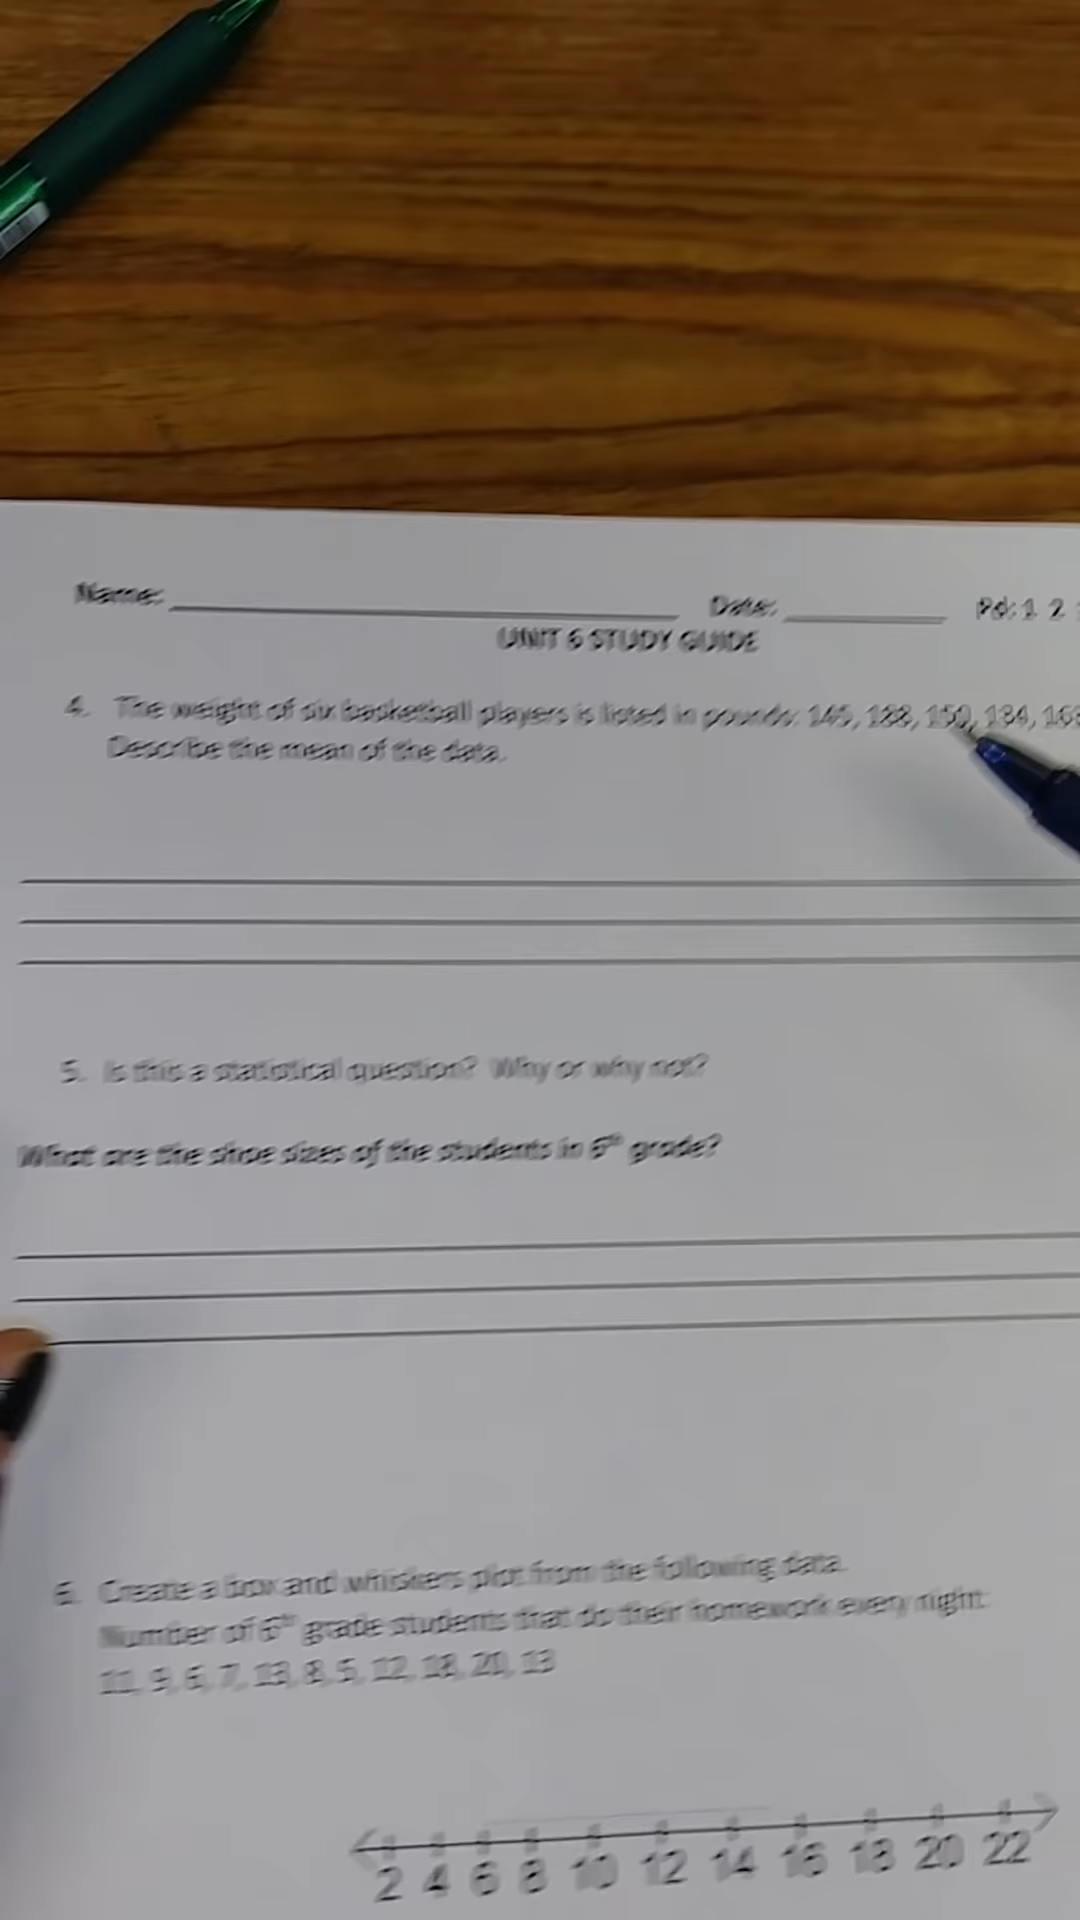 Name: Date: Pd: 1 2
UNIT 6 STUDY GUIDE
4. The weight of six basketball players is listed in pounds: 145, 188, 150, 134,
Describe the mean of the data.
5. Is this a statistical question? Why or why not?
What are the shoe sizes of the students in 6th grade?
6. Create a box and whiskers plot from the following data.
Number of 6th grade students that do their homework every night:
11, 9, 6, 7, 13, 8, 5, 12, 18, 20, 13
2 4 6 8 10 12 14 16 18 20 22